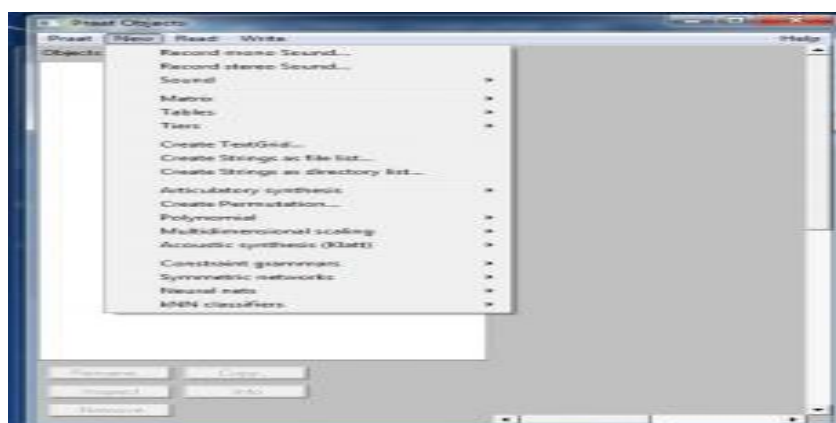 Praat Objects
Praat New Read Write Help
Objects
Record mono Sound...
Record stereo Sound...
Sound
Matrix
Tables
Tiers
Create TextGrid...
Create Strings as file list...
Create Strings as directory list...
Articulatory synthesis
Create Permutation...
Polynomial
Multidimensional scaling
Acoustic synthesis (Klatt)
Constraint grammars
Symmetric networks
Neural nets
kNN classifiers
Rename... Copy...
Inspect Info
Remove